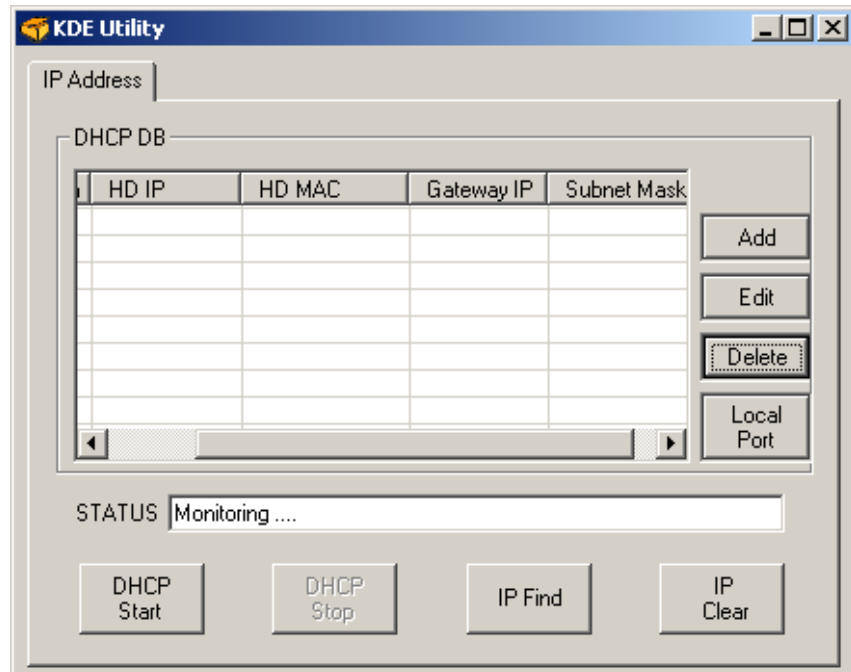 KDE Utility
IP Address
DHCP DB
HD IP HD MAC Gateway IP Subnet Mask
Add
Edit
Delete
Local
Port
STATUS Monitoring ....
DHCP
Start
DHCP
Stop
IP Find
IP
Clear